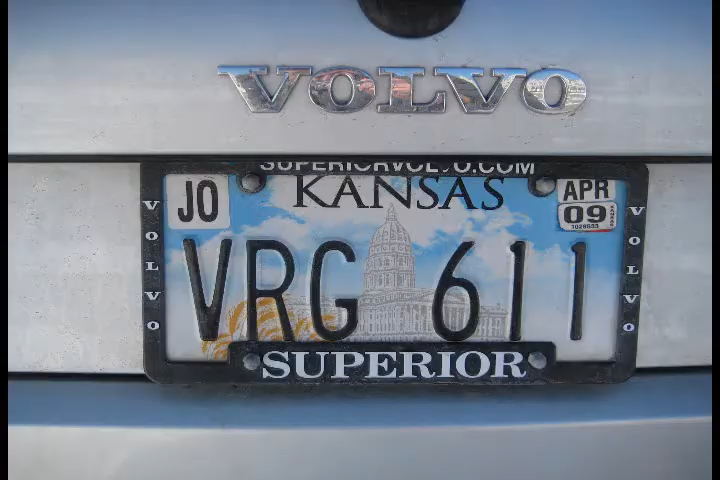 VOLVO
SUPERIORVOLVO.COM
JO KANSAS APR
09
VOLVO VRG 611 VOLVO
SUPERIOR